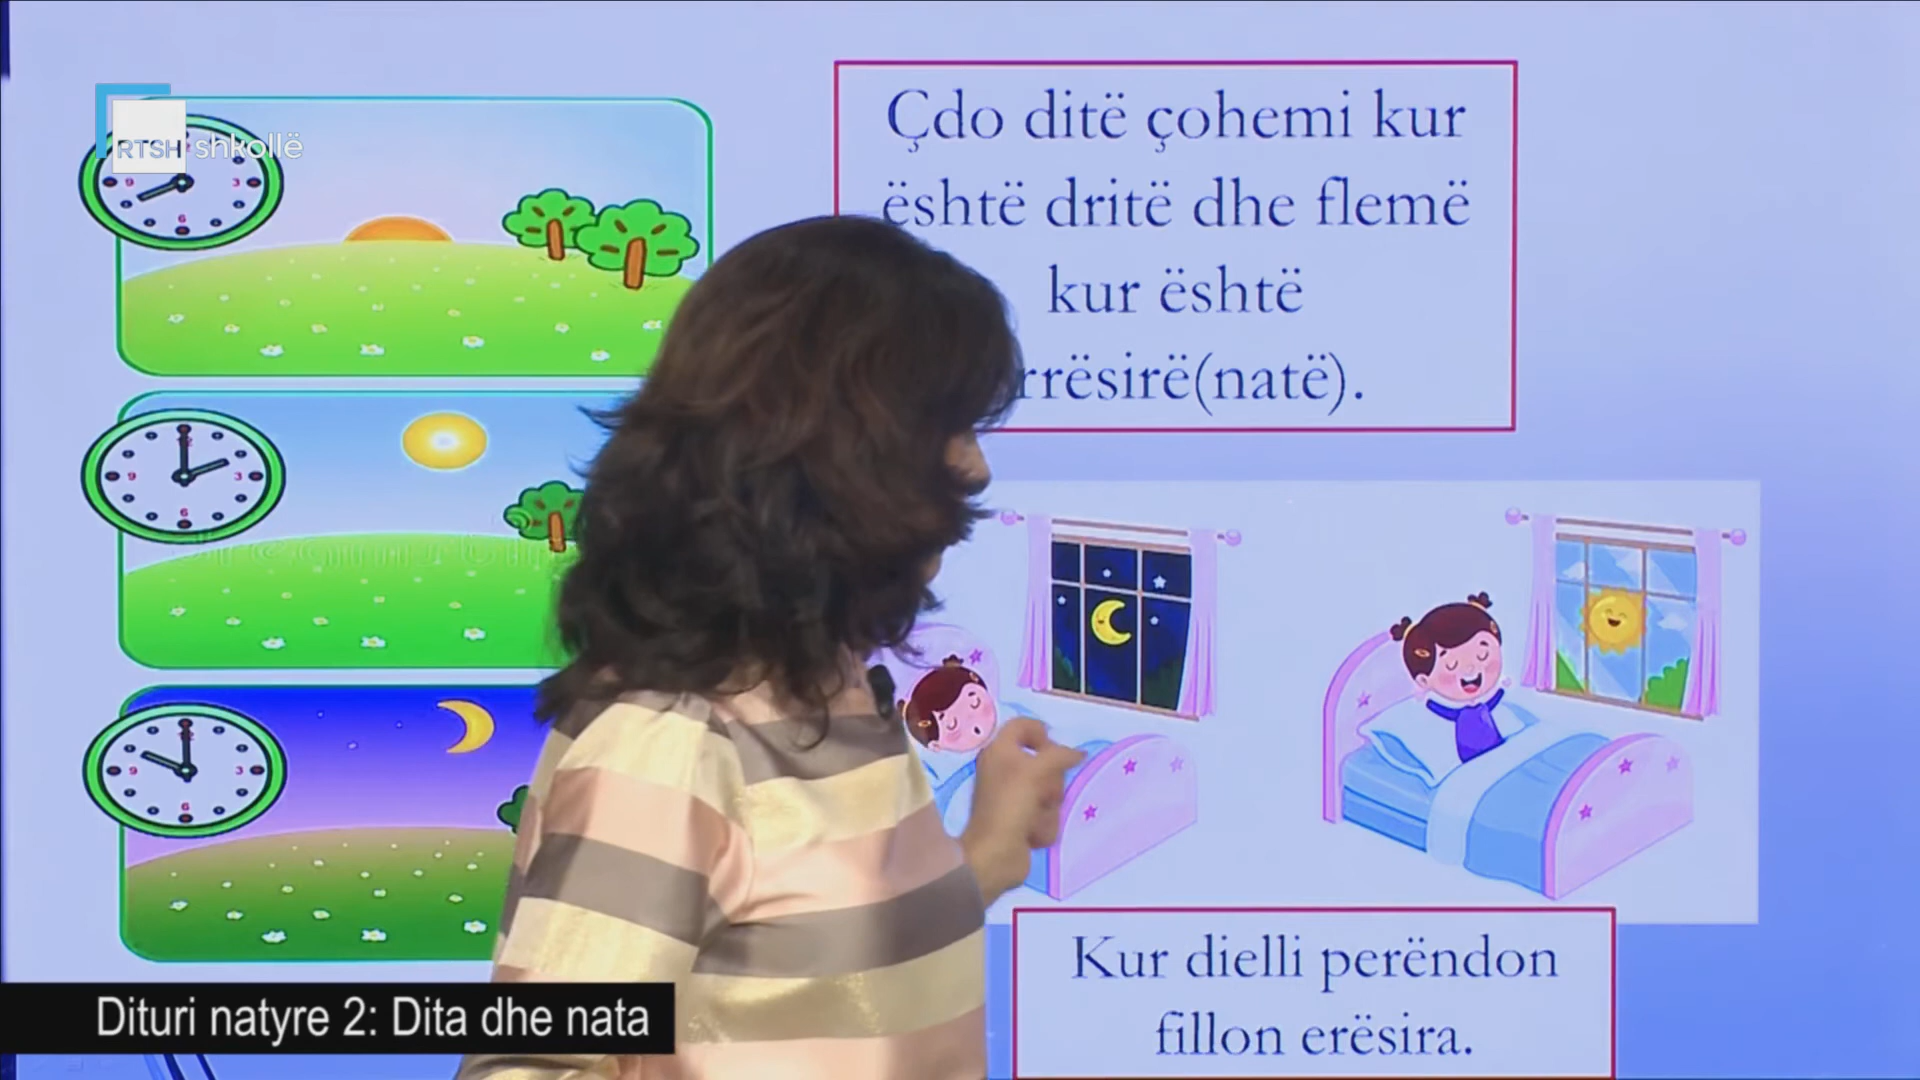 RTSH shkollë
Çdo ditë çohemi kur
është dritë dhe flemë
kur është
rrësirë(natë).
Kur dielli perëndon
fillon erësira.
Dituri natyre 2: Dita dhe nata